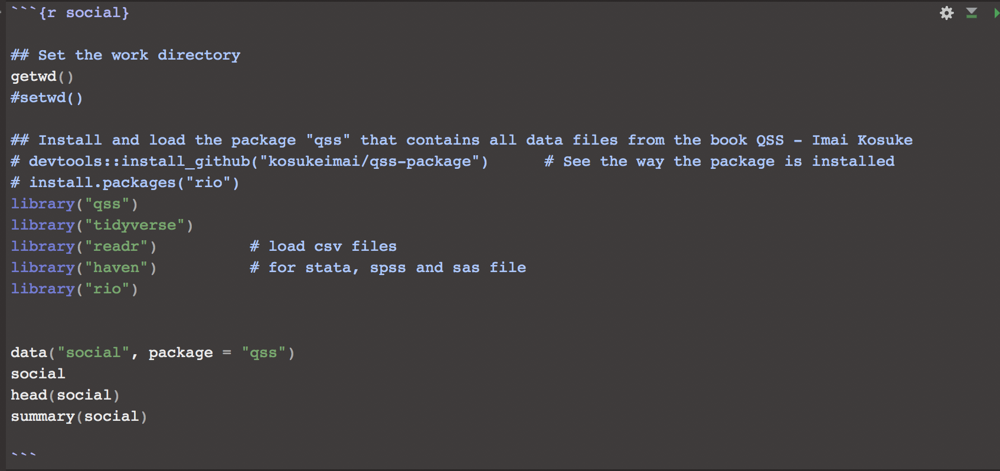 ```{r social}
## Set the work directory
getwd()
#setwd()
## Install and load the package "qss" that contains all data files from the book QSS – Imai Kosuke
# devtools::install_github("kosukeimai/qss-package")      # See the way the package is installed
# install.packages("rio")
library("qss")
library("tidyverse")
library("readr")          # load csv files
library("haven")          # for stata, spss and sas file
library("rio")
data("social", package = "qss")
social
head(social)
summary(social)
```